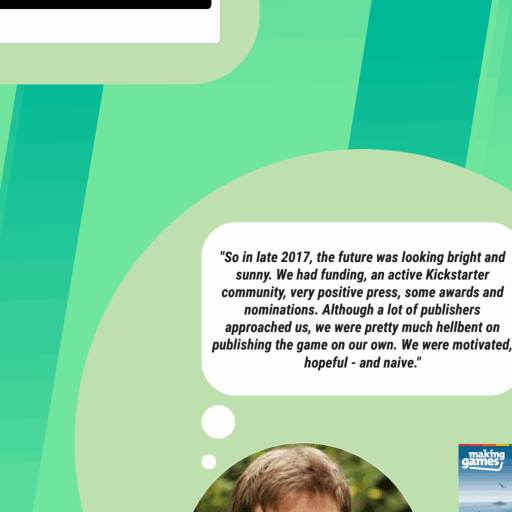 "So in late 2017, the future was looking bright and
sunny. We had funding, an active Kickstarter
community, very positive press, some awards and
nominations. Although a lot of publishers
approached us, we were pretty much hellbent on
publishing the game on our own. We were motivated,
hopeful - and naive."
making
games